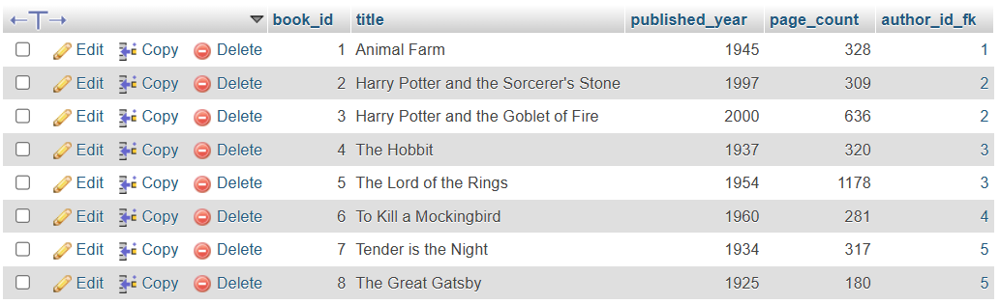 book_id title published_year page_count author_id_fk
Edit Copy Delete 1 Animal Farm 1945 328 1
Edit Copy Delete 2 Harry Potter and the Sorcerer's Stone 1997 309 2
Edit Copy Delete 3 Harry Potter and the Goblet of Fire 2000 636 2
Edit Copy Delete 4 The Hobbit 1937 320 3
Edit Copy Delete 5 The Lord of the Rings 1954 1178 3
Edit Copy Delete 6 To Kill a Mockingbird 1960 281 4
Edit Copy Delete 7 Tender is the Night 1934 317 5
Edit Copy Delete 8 The Great Gatsby 1925 180 5